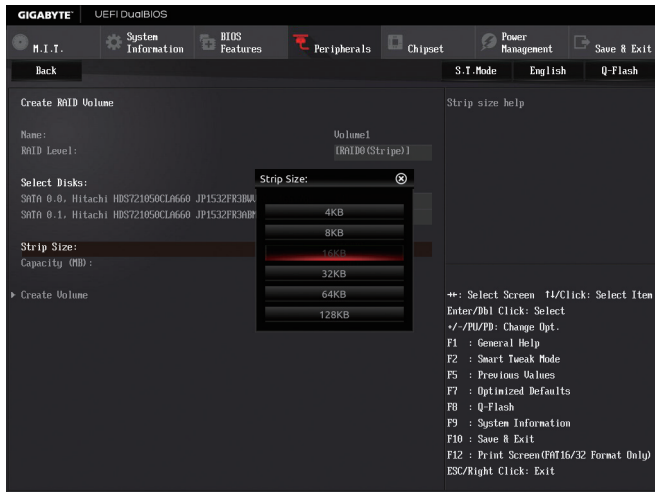 GIGABYTE™ UEFI DualBIOS
M.I.T. System Information BIOS Features Peripherals Chipset Power Management Save & Exit
Back S.T.Mode English Q-Flash
Create RAID Volume
Strip size help
Name: Volume1
RAID Level: [RAID0(Stripe)]
Select Disks:
SATA 0.0, Hitachi HDS721050CLA660
SATA 0.1, Hitachi HDS721050CLA660
Strip Size:
Capacity (MB):
Create Volume
Strip Size:
4KB
8KB
16KB
32KB
64KB
128KB
→←: Select Screen ↑↓/Click: Select Item
Enter/Dbl Click: Select
+/-/PU/PD: Change Opt.
F1 : General Help
F2 : Smart Tweak Mode
F5 : Previous Values
F7 : Optimized Defaults
F8 : Q-Flash
F9 : System Information
F10 : Save & Exit
F12 : Print Screen(FAT16/32 Format Only)
ESC/Right Click: Exit